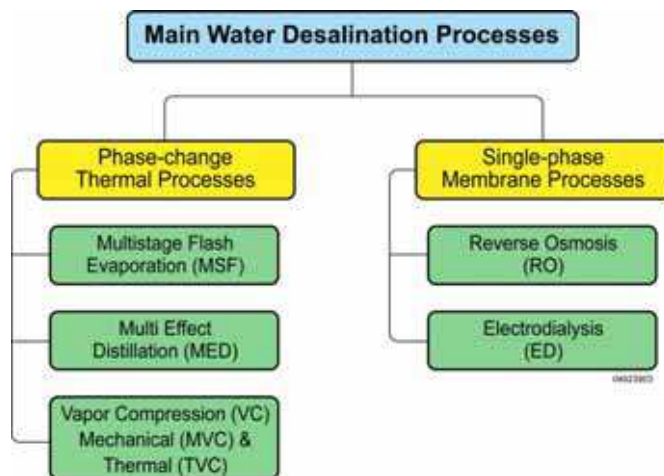 Main Water Desalination Processes
Phase-change
Thermal Processes
Single-phase
Membrane Processes
Multistage Flash
Evaporation (MSF)
Reverse Osmosis
(RO)
Multi Effect
Distillation (MED)
Electrodialysis
(ED)
Vapor Compression (VC)
Mechanical (MVC) &
Thermal (TVC)